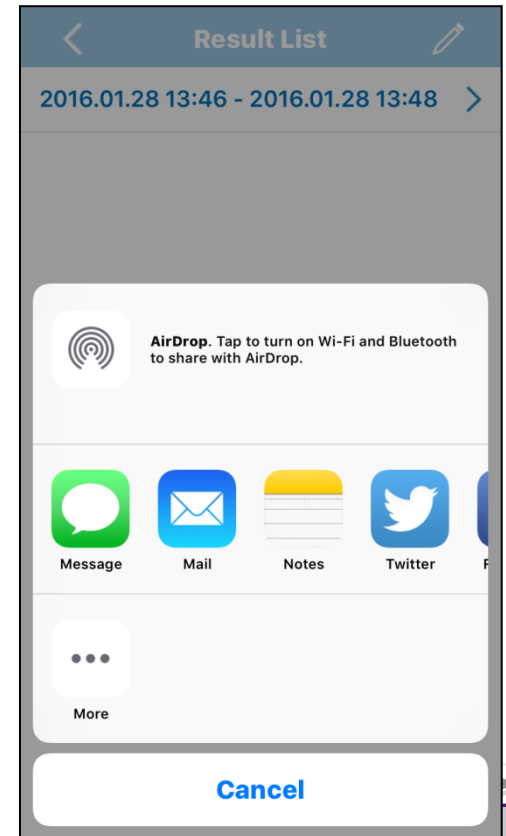 Result List
2016.01.28 13:46 - 2016.01.28 13:48
AirDrop. Tap to turn on Wi-Fi and Bluetooth
to share with AirDrop.
Message Mail Notes Twitter
More
Cancel